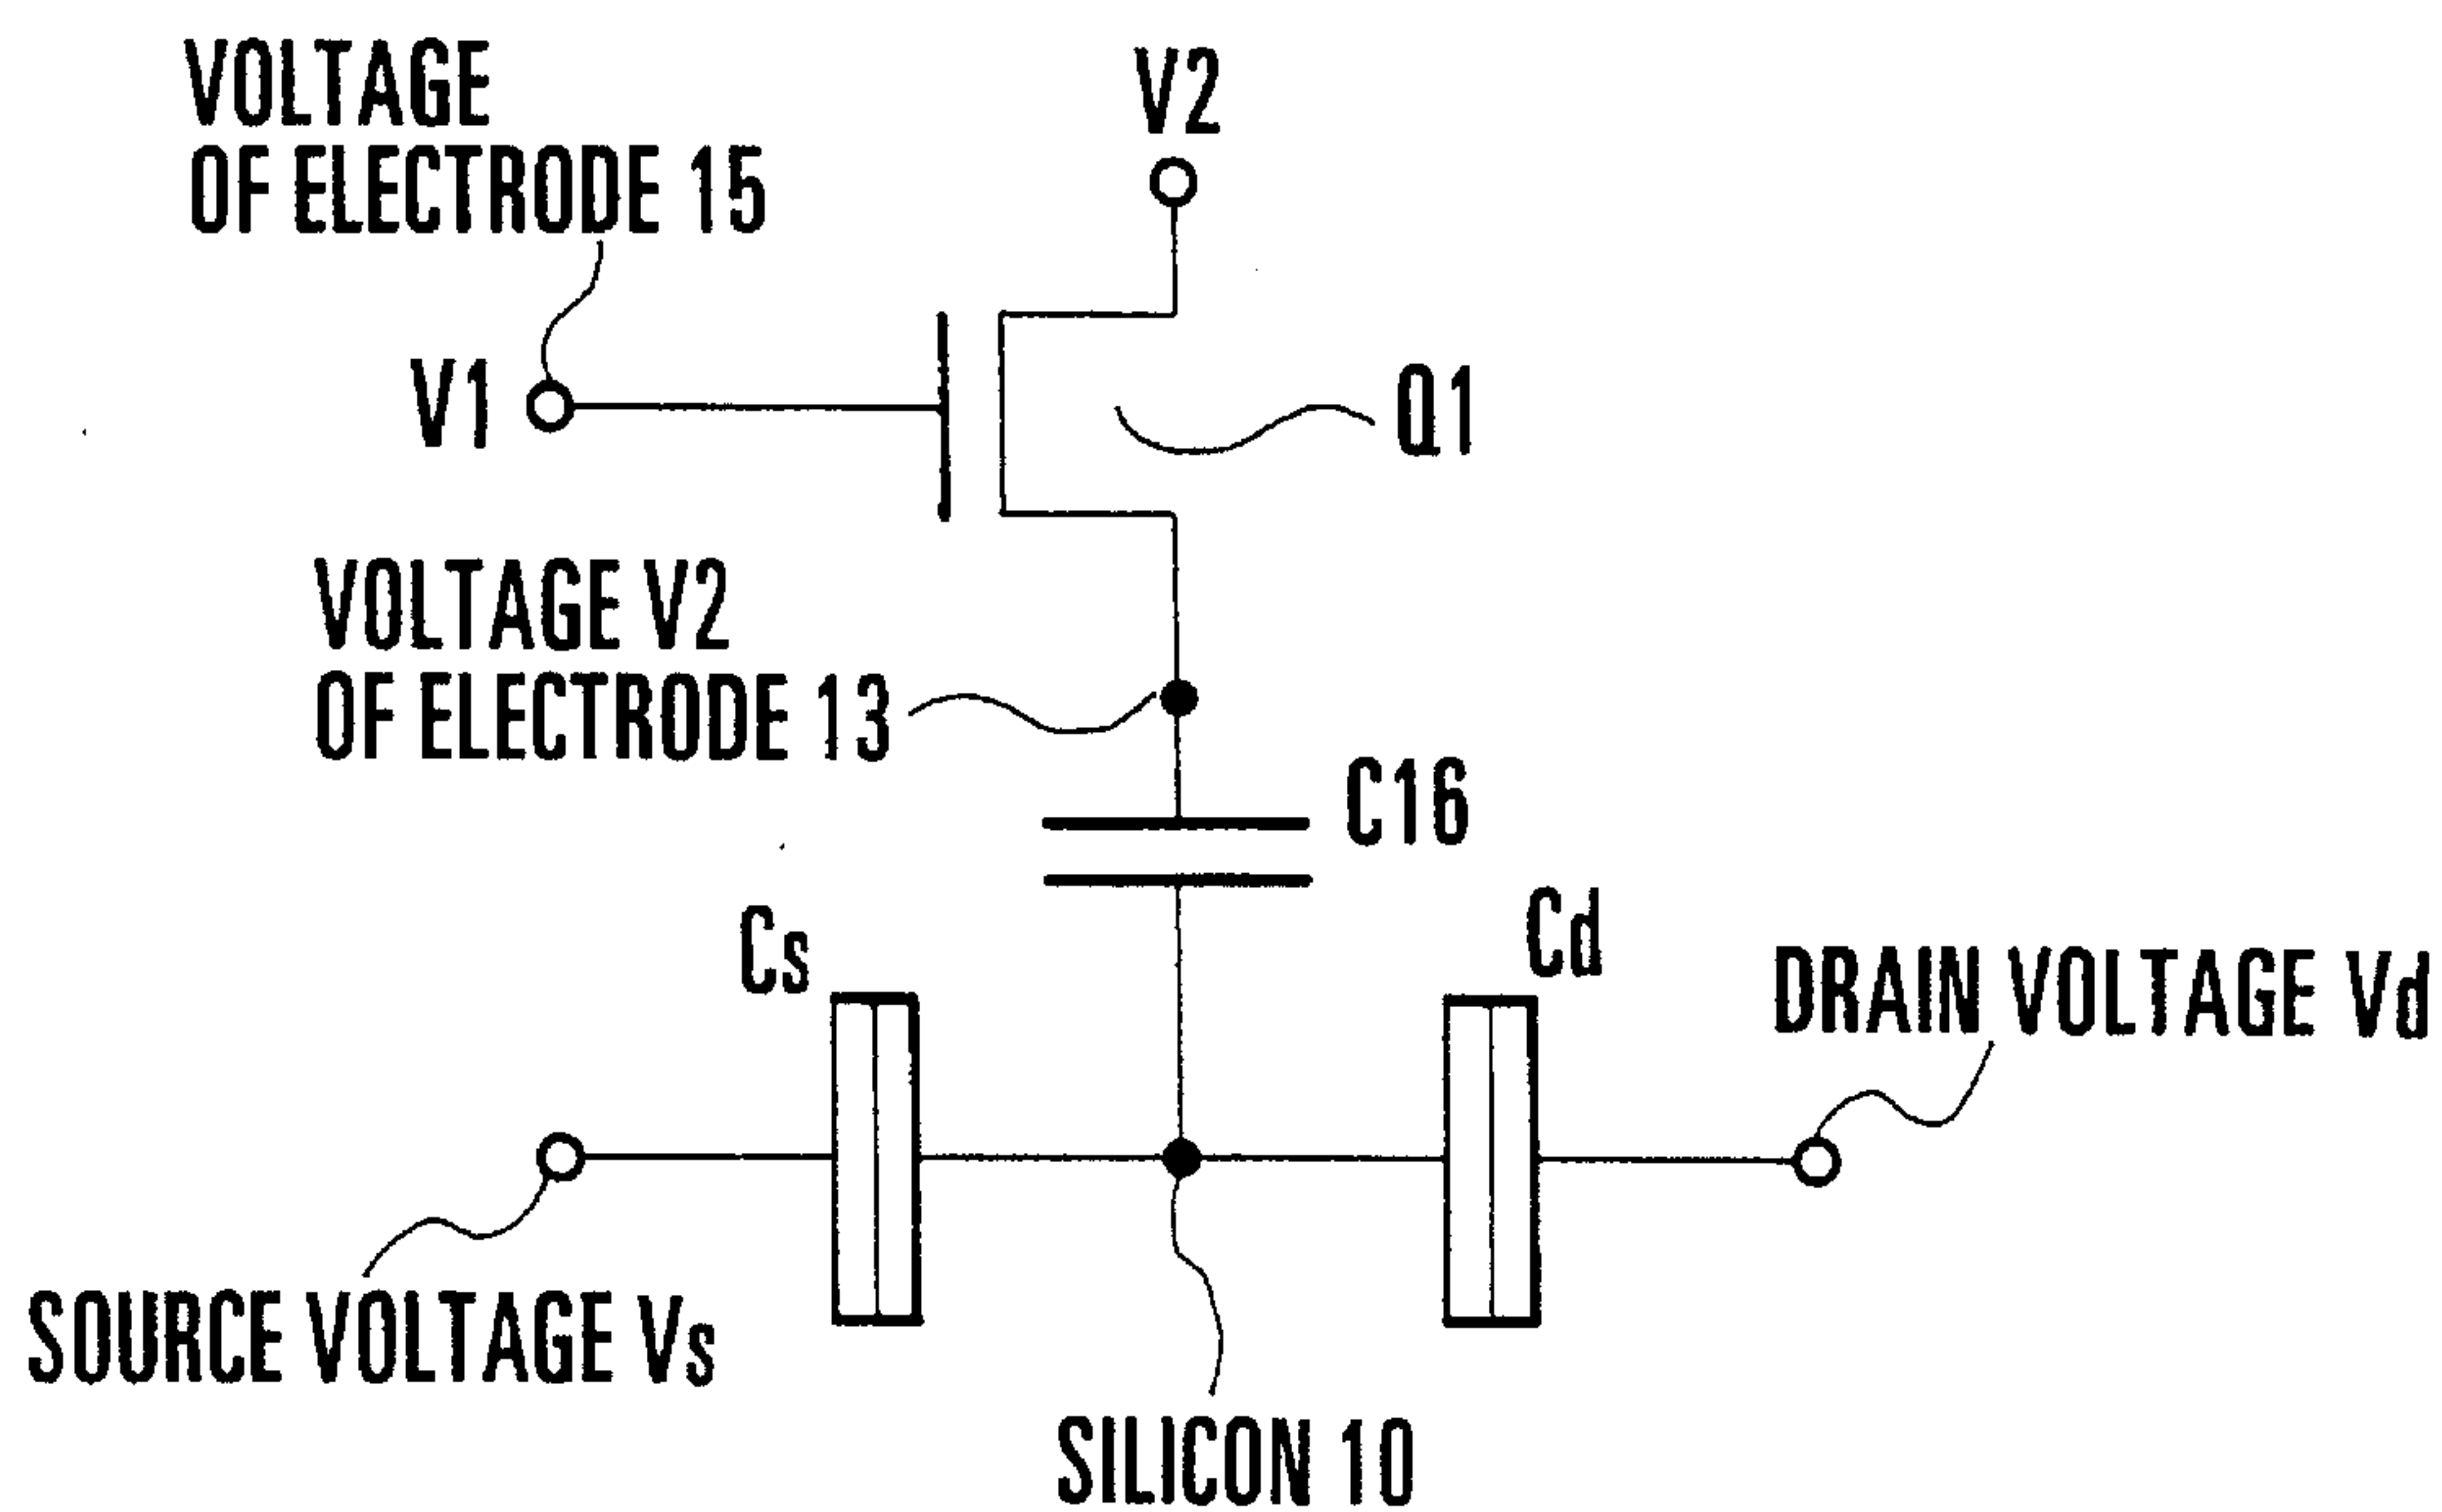 VOLTAGE
OF ELECTRODE 15
V2
V1
Q1
VOLTAGE V2
OF ELECTRODE 13
C16
Cs
Cd
DRAIN VOLTAGE Vd
SOURCE VOLTAGE Vs
SILICON 10